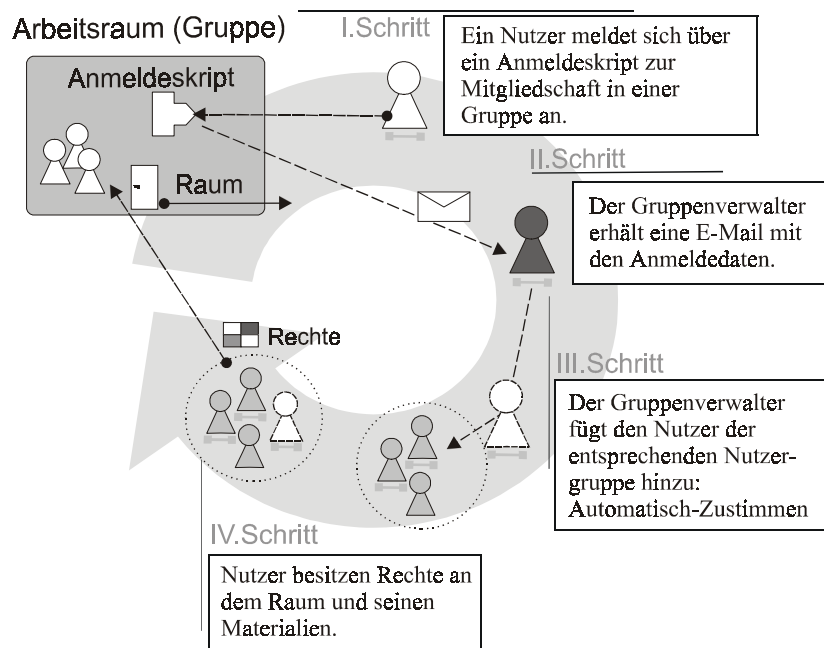 Arbeitsraum (Gruppe)
Anmeldeskript
Raum
I.Schritt
Ein Nutzer meldet sich über
ein Anmeldeskript zur
Mitgliedschaft in einer
Gruppe an.
II.Schritt
Der Gruppenverwalter
erhält eine E-Mail mit
den Anmeldedaten.
III.Schritt
Der Gruppenverwalter
fügt den Nutzer der
entsprechenden Nutzer-
gruppe hinzu:
Automatisch-Zustimmen
Rechte
IV.Schritt
Nutzer besitzen Rechte an
dem Raum und seinen
Materialien.